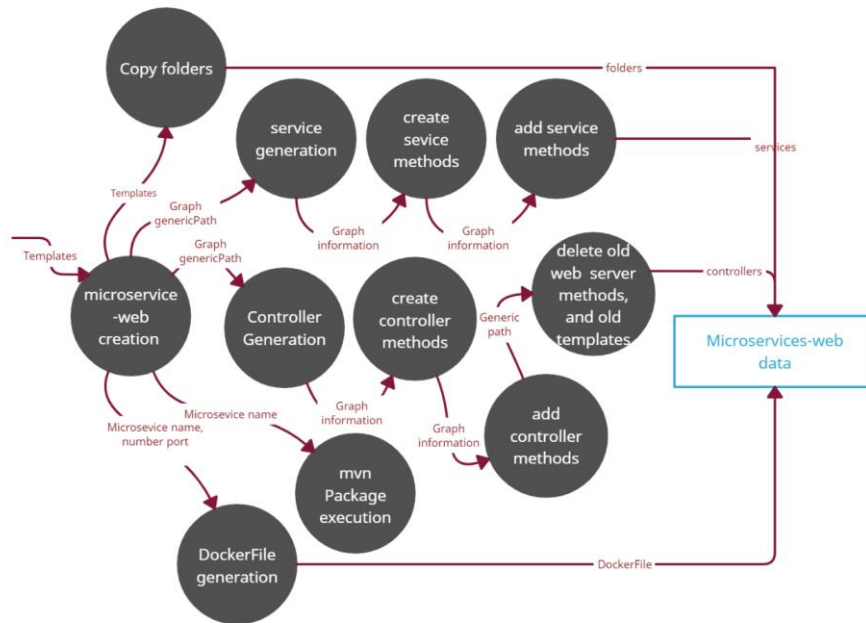 Copy folders
folders
service
generation
create
sevice
methods
add service
methods
services
Templates
Graph
genericPath
Graph
information
Graph
information
Templates
Graph
genericPath
microservice
-web
creation
Controller
Generation
create
controller
methods
delete old
web server
methods,
and old
templates
controllers
Generic
path
Microservices-web
data
Microsevice name,
number port
Microsevice name
Graph
information
Graph
information
add
controller
methods
mvn
Package
execution
DockerFile
generation
DockerFile